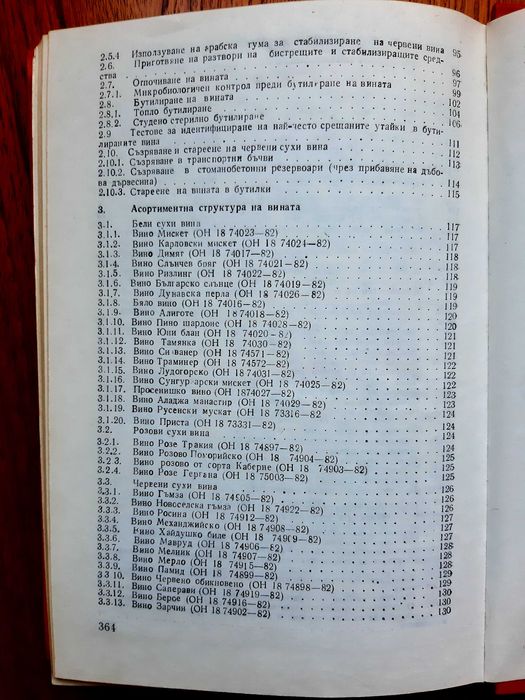 2.5.4 Използуване на арабска гума за стабилизиране на червени вина 95
2.6. Приготвяне на разтвори на бистрещите и стабилизиращите сред-
ства . . . 96
2.7. Отпочиване на вината . . . 97
2.7.1. Микробиологичен контрол преди бутилиране на вината . . 99
2.8. Бутилиране на вината . . . 102
2.8.1. Топло бутилиране . . . 104
2.8.2. Студено стерилно бутилиране . . . 106
2.9 Тестове за идентифициране на най-често срещаните утайки в бути-
лираните вина . . . 111
2.10. Съзряване и стареене на червени сухи вина . . . 112
2.10.1. Съзряване в транспортни бъчви . . . 113
2.10.2. Съзряване в стоманобетонни резервоари (чрез прибавяне на дъбо-
ва дървесина) . . . 114
2.10.3. Стареене на вината в бутилки . . . 115
3. Асортиментна структура на вината
3.1. Бели сухи вина . . . 117
3.1.1. Вино Мискет (ОН 18 74023—82) . . . 117
3.1.2. Вино Карловски мискет (ОН 18 74024—82) . . . 117
3.1.3. Вино Димят (ОН 18 74017—82) . . . 118
3.1.4. Вино Слънчев бряг (ОН 18 74021—82) . . . 118
3.1.5. Вино Ризлинг (ОН 18 74022—82) . . . 118
3.1.6. Вино Българско слънце (ОН 18 74019—82) . . . 119
3.1.7. Вино Дунавска перла (ОН 18 74026—82) . . . 119
3.1.8. Бяло вино (ОН 18 74016—82) . . . 119
3.1.9. Вино Алиготе (ОН 18 74018—82) . . . 120
3.1.10. Вино Пино шардоне (ОН 18 74028—82) . . . 120
3.1.11. Вино Юни блан (ОН 18 74020—82) . . . 121
3.1.12. Вино Тамянка (ОН 18 74030—82) . . . 121
3.1.13. Вино Силванер (ОН 18 74571—82) . . . 121
3.1.14. Вино Траминер (ОН 18 74572—82) . . . 121
3.1.15. Вино Лудогорско (ОН 18 74031—82) . . . 122
3.1.16. Вино Сунгурларски мискет (ОН 18 74025—82) . . . 122
3.1.17. Просенишко вино (ОН 1874027—82) . . . 123
3.1.18. Вино Аладжа манастир (ОН 18 74029—82) . . . 123
3.1.19. Вино Русенски мускат (ОН 18 73316—82 . . . 124
3.1.20. Вино Приста (ОН 18 73331—82) . . . 124
3.2. Розови сухи вина . . . 124
3.2.1. Вино Розе Тракия (ОН 18 74897—82) . . . 124
3.2.2. Вино Розово Поморийско (ОН 18 74904—82) . . . 125
3.2.3. Вино розово от сорта Каберне (ОН 18 74903—82) . . . 125
3.2.4. Вино Розе Гергана (ОН 18 75003—82) . . . 125
3.3. Червени сухи вина . . . 126
3.3.1. Вино Гъмза (ОН 18 74905—82) . . . 126
3.3.2. Вино Новоселска гъмза (ОН 18 74922—82) . . . 126
3.3.3. Вино Росица (ОН 18 74912—82) . . . 127
3.3.4. Вино Механджийско (ОН 18 74908—82) . . . 127
3.3.5. Вино Хайдушко биле (ОН 18 74909—82) . . . 127
3.3.6. Вино Мавруд (ОН 18 74906—82) . . . 128
3.3.7. Вино Мелник (ОН 18 74907—82) . . . 128
3.3.8. Вино Мерло (ОН 18 74915—82) . . . 128
3.3.9. Вино Памид (ОН 18 74899—82) . . . 129
3.3 10. Вино Червено обикновено (ОН 18 74898—82) . . . 129
3.3.11. Вино Саперави (ОН 18 74919—82) . . . 130
3.3.12. Вино Берое (ОН 18 74916—82) . . . 130
3.3.13. Вино Зарчин (ОН 18 74902—82) . . . 130
364